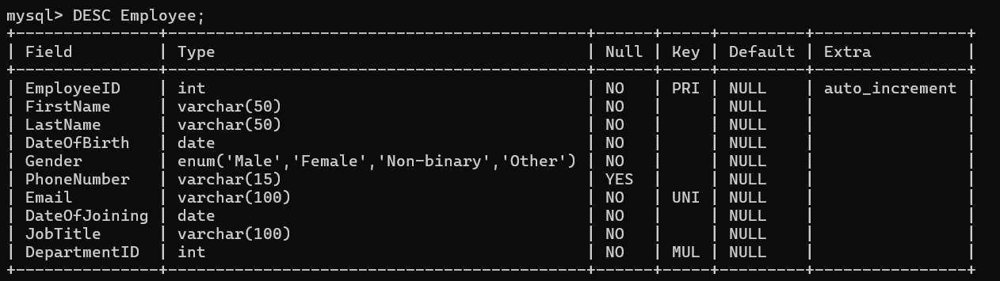 mysql> DESC Employee;
+---------------+--------------------------------------------+------+-----+---------+----------------+
| Field         | Type                                       | Null | Key | Default | Extra          |
+---------------+--------------------------------------------+------+-----+---------+----------------+
| EmployeeID    | int                                        | NO   | PRI | NULL    | auto_increment |
| FirstName     | varchar(50)                                | NO   |     | NULL    |                |
| LastName      | varchar(50)                                | NO   |     | NULL    |                |
| DateOfBirth   | date                                       | NO   |     | NULL    |                |
| Gender        | enum('Male','Female','Non-binary','Other') | NO   |     | NULL    |                |
| PhoneNumber   | varchar(15)                                | YES  |     | NULL    |                |
| Email         | varchar(100)                               | NO   | UNI | NULL    |                |
| DateOfJoining | date                                       | NO   |     | NULL    |                |
| JobTitle      | varchar(100)                               | NO   |     | NULL    |                |
| DepartmentID  | int                                        | NO   | MUL | NULL    |                |
+---------------+--------------------------------------------+------+-----+---------+----------------+